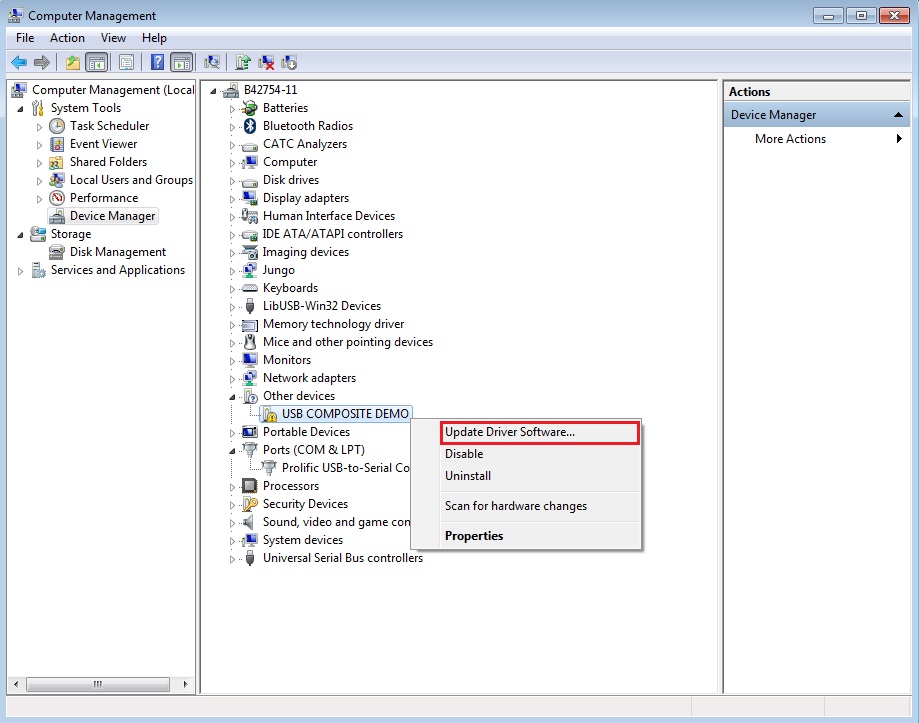 Computer Management
File Action View Help
Computer Management (Local
System Tools
Task Scheduler
Event Viewer
Shared Folders
Local Users and Groups
Performance
Device Manager
Storage
Disk Management
Services and Applications
B42754-11
Batteries
Bluetooth Radios
CATC Analyzers
Computer
Disk drives
Display adapters
Human Interface Devices
IDE ATA/ATAPI controllers
Imaging devices
Jungo
Keyboards
LibUSB-Win32 Devices
Memory technology driver
Mice and other pointing devices
Monitors
Network adapters
Other devices
USB COMPOSITE DEMO
Portable Devices
Ports (COM & LPT)
Prolific USB-to-Serial Co
Processors
Security Devices
Sound, video and game con
System devices
Universal Serial Bus controllers
Update Driver Software...
Disable
Uninstall
Scan for hardware changes
Properties
Actions
Device Manager
More Actions